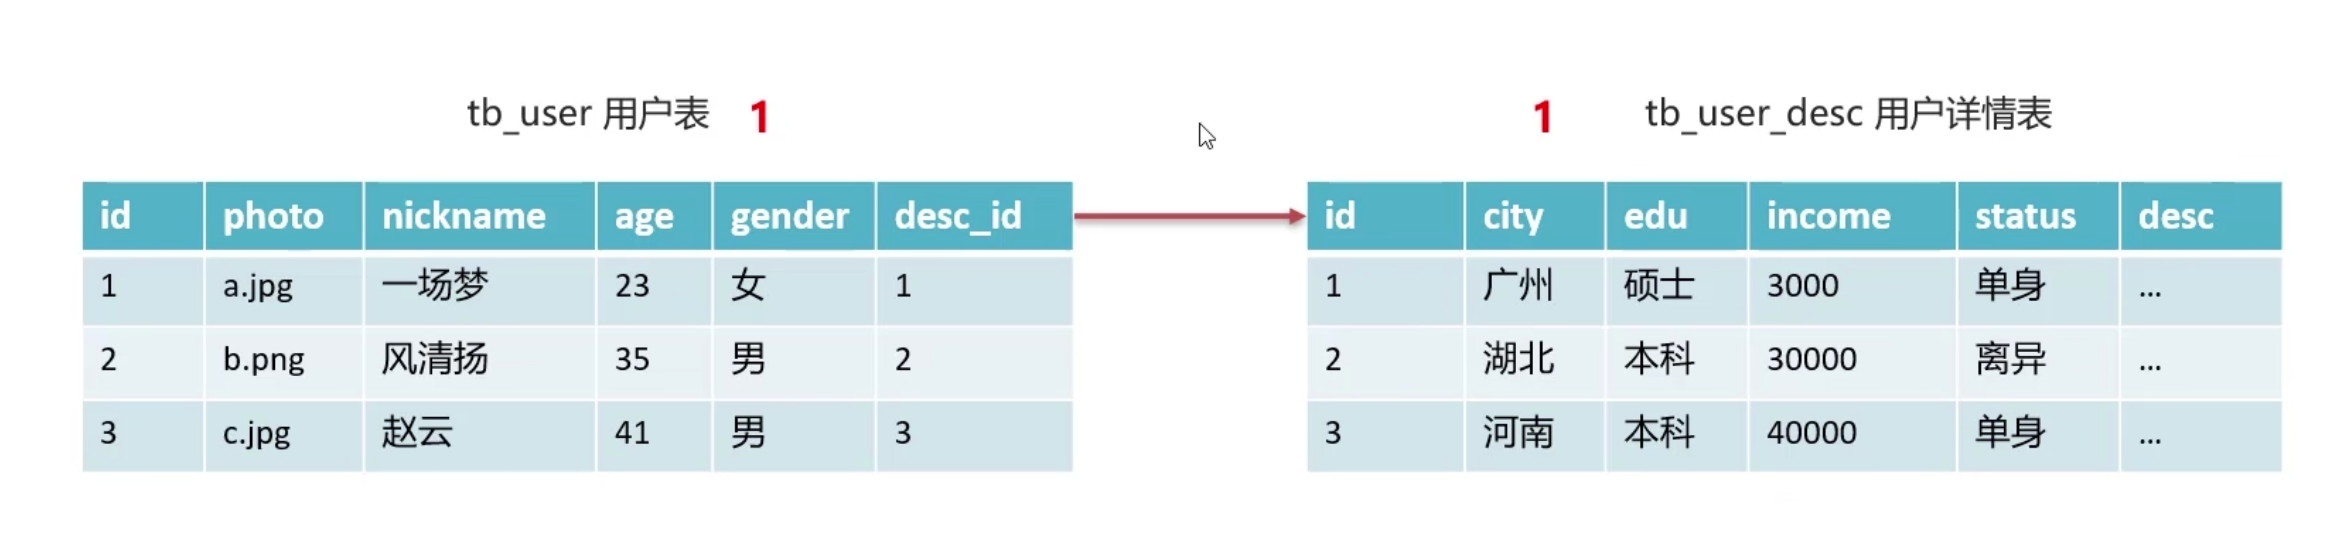 tb_user 用户表 1 1 tb_user_desc 用户详情表
id photo nickname age gender desc_id id city edu income status desc
1 a.jpg 一场梦 23 女 1 1 广州 硕士 3000 单身 ...
2 b.png 风清扬 35 男 2 2 湖北 本科 30000 离异 ...
3 c.jpg 赵云 41 男 3 3 河南 本科 40000 单身 ...